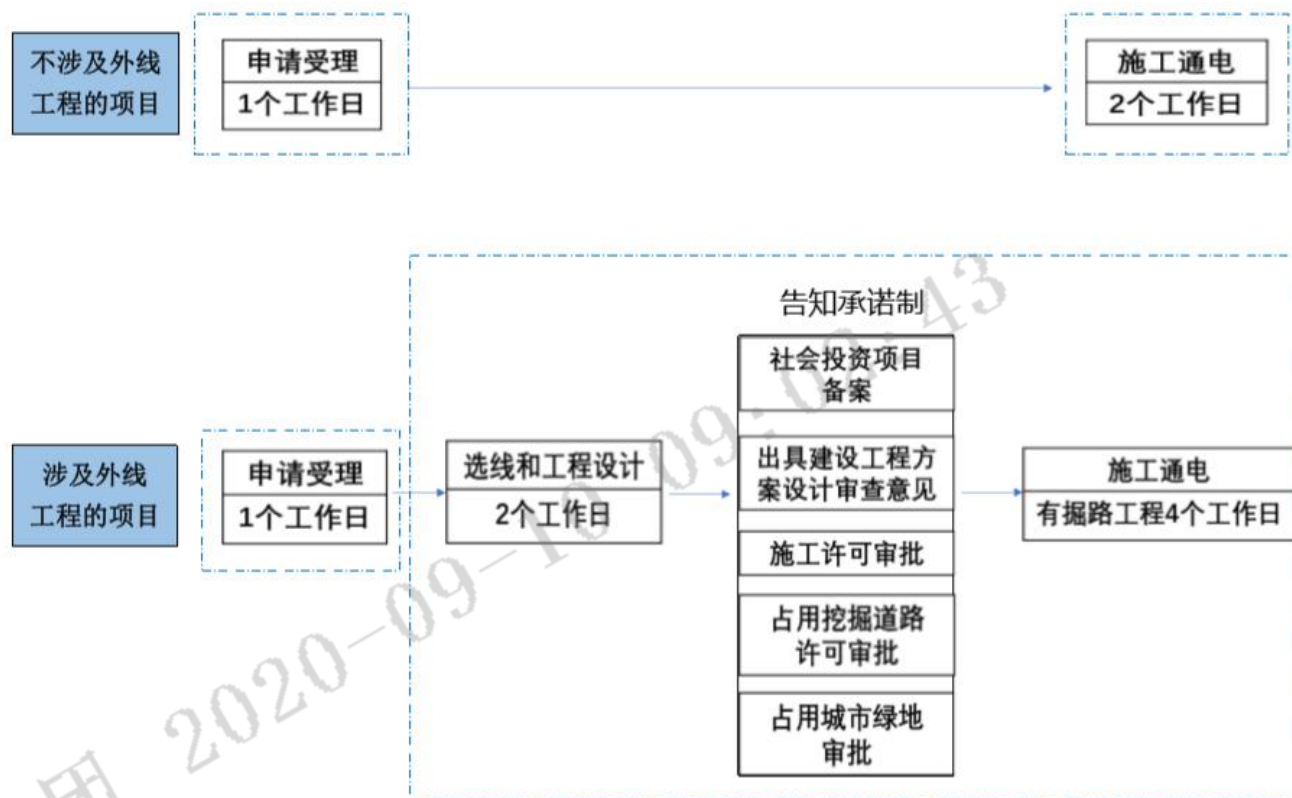 不涉及外线
工程的项目
申请受理
1个工作日
施工通电
2个工作日
告知承诺制
社会投资项目
备案
涉及外线
工程的项目
申请受理
1个工作日
选线和工程设计
2个工作日
出具建设工程方
案设计审查意见
施工许可审批
占用挖掘道路
许可审批
占用城市绿地
审批
施工通电
有掘路工程4个工作日
团 2020-09-10 09:02:43